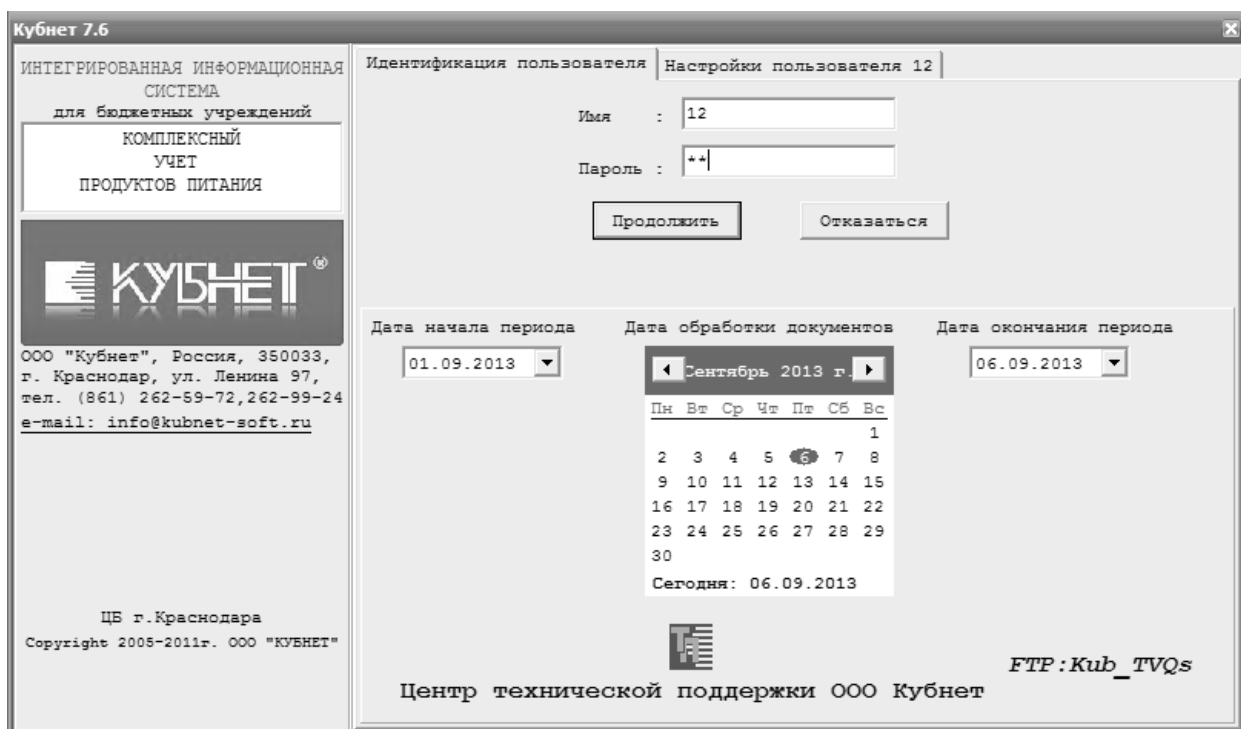 Кубнет 7.6
ИНТЕГРИРОВАННАЯ ИНФОРМАЦИОННАЯ
СИСТЕМА
для бюджетных учреждений
КОМПЛЕКСНЫЙ
УЧЕТ
ПРОДУКТОВ ПИТАНИЯ
КУБНЕТ ®
ООО "Кубнет", Россия, 350033,
г. Краснодар, ул. Ленина 97,
тел. (861) 262-59-72,262-99-24
e-mail: info@kubnet-soft.ru
ЦБ г.Краснодара
Copyright 2005-2011г. ООО "КУБНЕТ"
Идентификация пользователя Настройки пользователя 12
Имя : 12
Пароль : **
Продолжить Отказаться
Дата начала периода Дата обработки документов Дата окончания периода
01.09.2013 Сентябрь 2013 г. 06.09.2013
Пн Вт Ср Чт Пт Сб Вс
1
2 3 4 5 6 7 8
9 10 11 12 13 14 15
16 17 18 19 20 21 22
23 24 25 26 27 28 29
30
Сегодня: 06.09.2013
FTP:Kub_TVQs
Центр технической поддержки ООО Кубнет